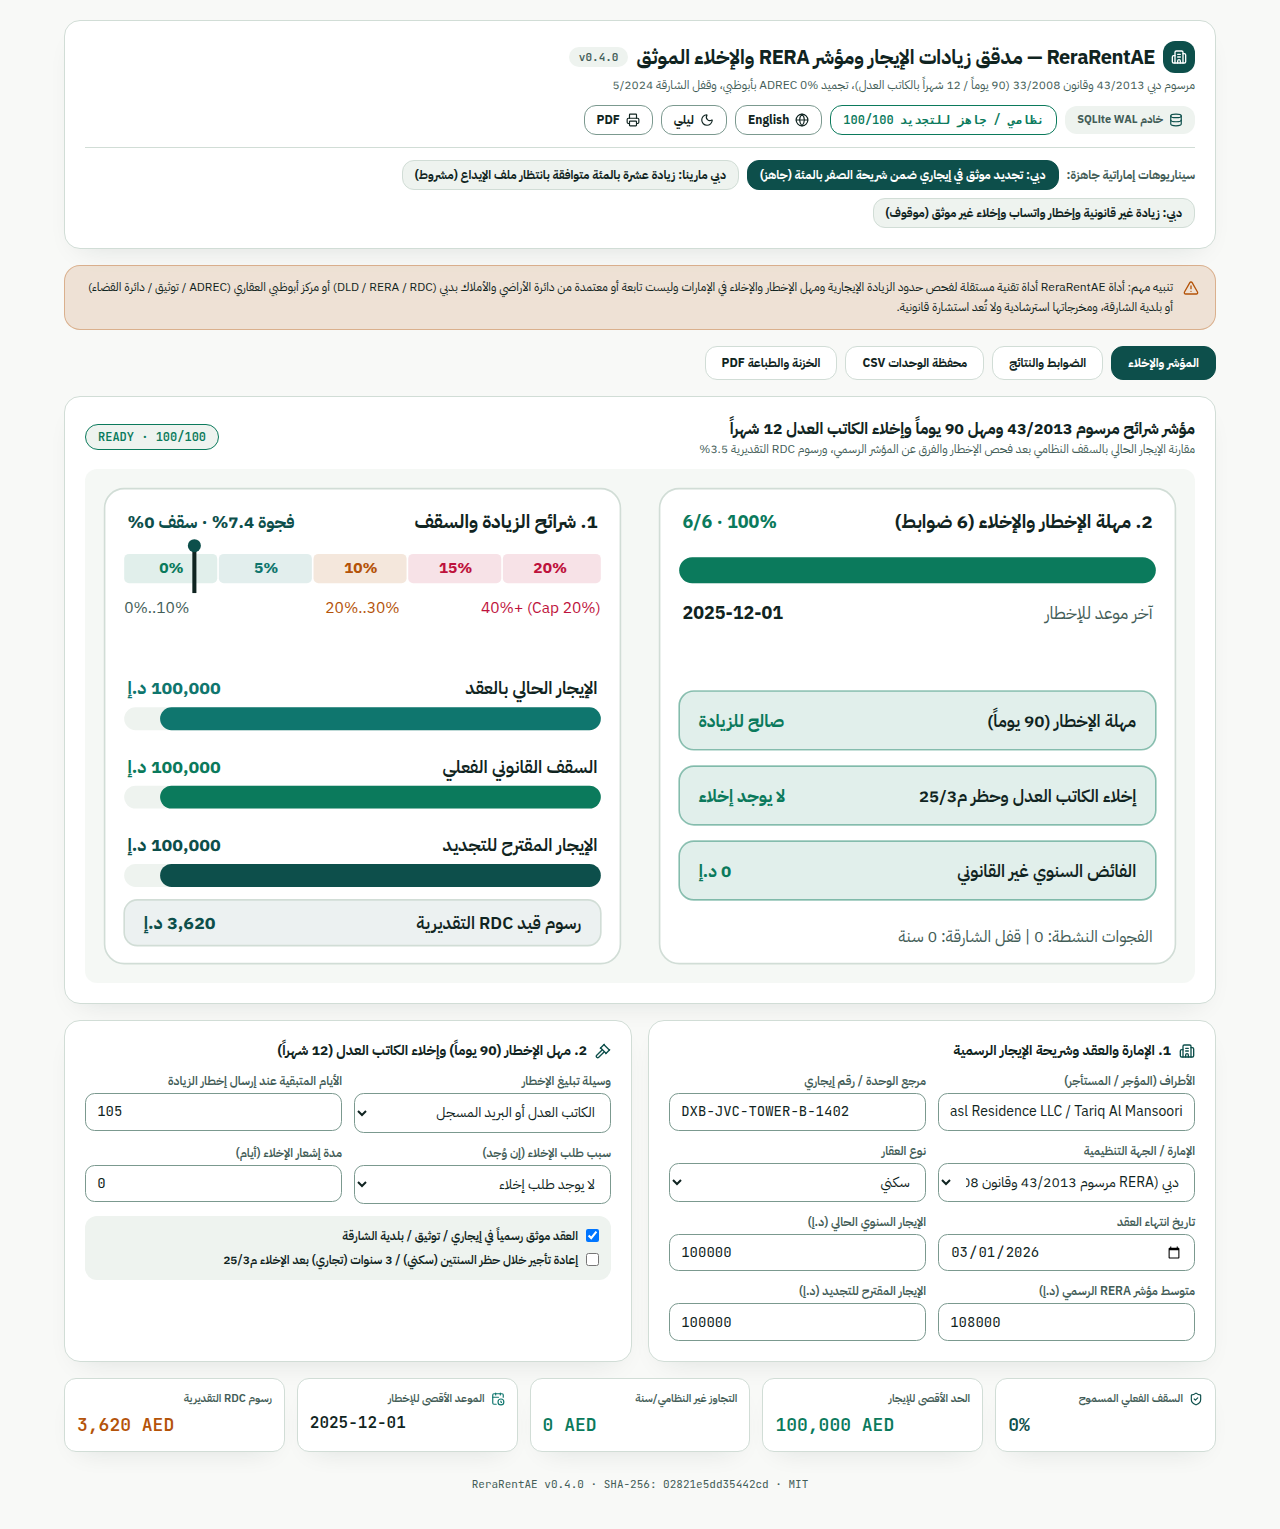 ReraRentAE — مدقق زيادات الإيجار ومؤشر RERA والإخلاء الموثق v0.4.0
مرسوم دبي 43/2013 وقانون 33/2008 (90 يوماً / 12 شهراً بالكاتب العدل)، تجميد ADREC 0% بأبوظبي، وقفل الشارقة 5/2024
خادم SQLite WAL
نظامي / جاهز للتجديد 100/100
English
ليلي
PDF
سيناريوهات إماراتية جاهزة:
دبي: تجديد موثق في إيجاري ضمن شريحة الصفر بالمئة (جاهز)
دبي مارينا: زيادة عشرة بالمئة متوافقة بانتظار ملف الإيداع (مشروط)
دبي: زيادة غير قانونية وإخطار واتساب وإخلاء غير موثق (موقوف)
تنبيه مهم: أداة ReraRentAE أداة تقنية مستقلة لفحص حدود الزيادة الإيجارية ومهل الإخطار والإخلاء في الإمارات وليست تابعة أو معتمدة من دائرة الأراضي والأملاك بدبي (DLD / RERA / RDC) أو مركز أبوظبي العقاري (ADREC / توثيق / دائرة القضاء)
أو بلدية الشارقة، ومخرجاتها استرشادية ولا تُعد استشارة قانونية.
المؤشر والإخلاء
الضوابط والنتائج
محفظة الوحدات CSV
الخزنة والطباعة PDF
مؤشر شرائح مرسوم 43/2013 ومهل 90 يوماً وإخلاء الكاتب العدل 12 شهراً
مقارنة الإيجار الحالي بالسقف النظامي بعد فحص الإخطار والفرق عن المؤشر الرسمي، ورسوم RDC التقديرية 3.5%
READY · 100/100
2. مهلة الإخطار والإخلاء (6 ضوابط)
6/6 · 100%
آخر موعد للإخطار
2025-12-01
مهلة الإخطار (90 يوماً)
صالح للزيادة
إخلاء الكاتب العدل وحظر م25/3
لا يوجد إخلاء
الفائض السنوي غير القانوني
0 د.إ
الفجوات النشطة: 0 | قفل الشارقة: 0 سنة
1. شرائح الزيادة والسقف
فجوة 7.4% · سقف 0%
0%
5%
10%
15%
20%
0%..10%
20%..30%
40%+ (Cap 20%)
الإيجار الحالي بالعقد
100,000 د.إ
السقف القانوني الفعلي
100,000 د.إ
الإيجار المقترح للتجديد
100,000 د.إ
رسوم قيد RDC التقديرية
3,620 د.إ
1. الإمارة والعقد وشريحة الإيجار الرسمية
الأطراف (المؤجر / المستأجر)
asl Residence LLC / Tariq Al Mansoori
مرجع الوحدة / رقم إيجاري
DXB-JVC-TOWER-B-1402
الإمارة / الجهة التنظيمية
دبي (RERA مرسوم 43/2013 وقانون 08
نوع العقار
سكني
تاريخ انتهاء العقد
03/01/2026
الإيجار السنوي الحالي (د.إ)
100000
متوسط مؤشر RERA الرسمي (د.إ)
108000
الإيجار المقترح للتجديد (د.إ)
100000
2. مهل الإخطار (90 يوماً) وإخلاء الكاتب العدل (12 شهراً)
وسيلة تبليغ الإخطار
الكاتب العدل أو البريد المسجل
الأيام المتبقية عند إرسال إخطار الزيادة
105
سبب طلب الإخلاء (إن وُجد)
لا يوجد طلب إخلاء
مدة إشعار الإخلاء (أيام)
0
العقد موثق رسمياً في إيجاري / توثيق / بلدية الشارقة
إعادة تأجير خلال حظر السنتين (سكني) / 3 سنوات (تجاري) بعد الإخلاء م25/3
السقف الفعلي المسموح
0%
الحد الأقصى للإيجار
100,000 AED
التجاوز غير النظامي/سنة
0 AED
الموعد الأقصى للإخطار
2025-12-01
رسوم RDC التقديرية
3,620 AED
ReraRentAE v0.4.0 · SHA-256: 02821e5dd35442cd · MIT